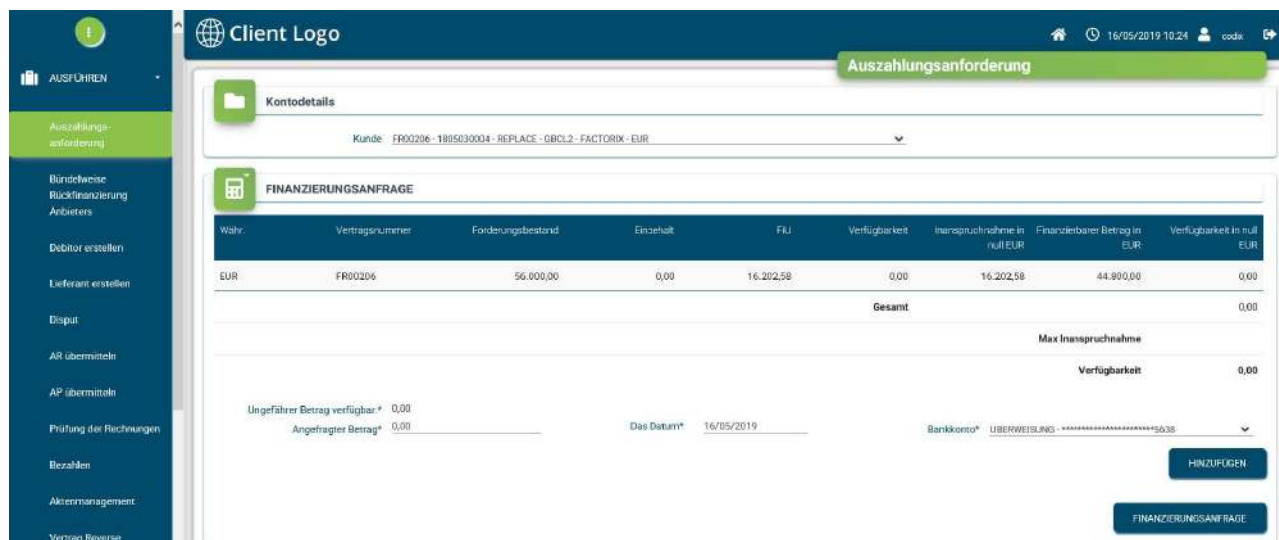 Client Logo
16/05/2019 10:24 codix
Auszahlungsanforderung
AUSFÜHREN
Auszahlungs-
anforderung
Bündelweise
Rückfinanzierung
Anbieters
Debitor erstellen
Lieferant erstellen
Disput
AR übermitteln
AP übermitteln
Prüfung der Rechnungen
Bezahlen
Aktenmanagement
Vertrag Reverse
Kontodetails
Kunde FR00206 - 1805030004 - REPLACE - GBCL2 - FACTORIX - EUR
FINANZIERUNGSANFRAGE
Währ. Vertragsnummer Forderungsbestand Einbehalt FIU Verfügbarkeit Inanspruchnahme in null EUR Finanzierbarer Betrag in EUR Verfügbarkeit in null EUR
EUR FR00206 56.000,00 0,00 16.202,58 0,00 16.202,58 44.800,00 0,00
Gesamt 0,00
Max Inanspruchnahme
Verfügbarkeit 0,00
Ungefährer Betrag verfügbar:* 0,00
Angefragter Betrag* 0,00 Das Datum* 16/05/2019 Bankkonto* UBERWEISUNG - ***********************5638
HINZUFÜGEN
FINANZIERUNGSANFRAGE